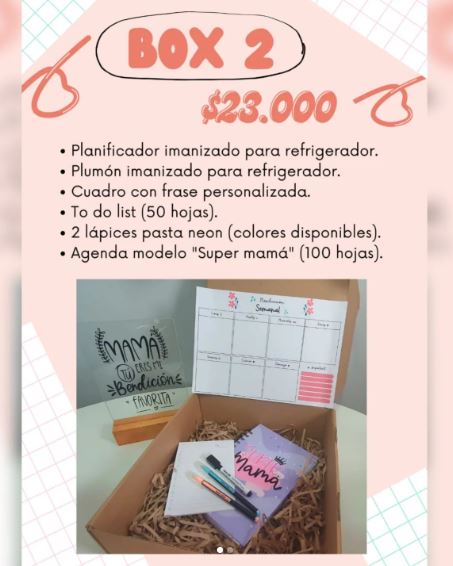 BOX 2
$23.000
• Planificador imanizado para refrigerador.
• Plumón imanizado para refrigerador.
• Cuadro con frase personalizada.
• To do list (50 hojas).
• 2 lápices pasta neon (colores disponibles).
• Agenda modelo "Super mamá" (100 hojas).
Semanal
MAMÁ
TÚ
ERES MI
Bendición
FAVORITA
Mamá